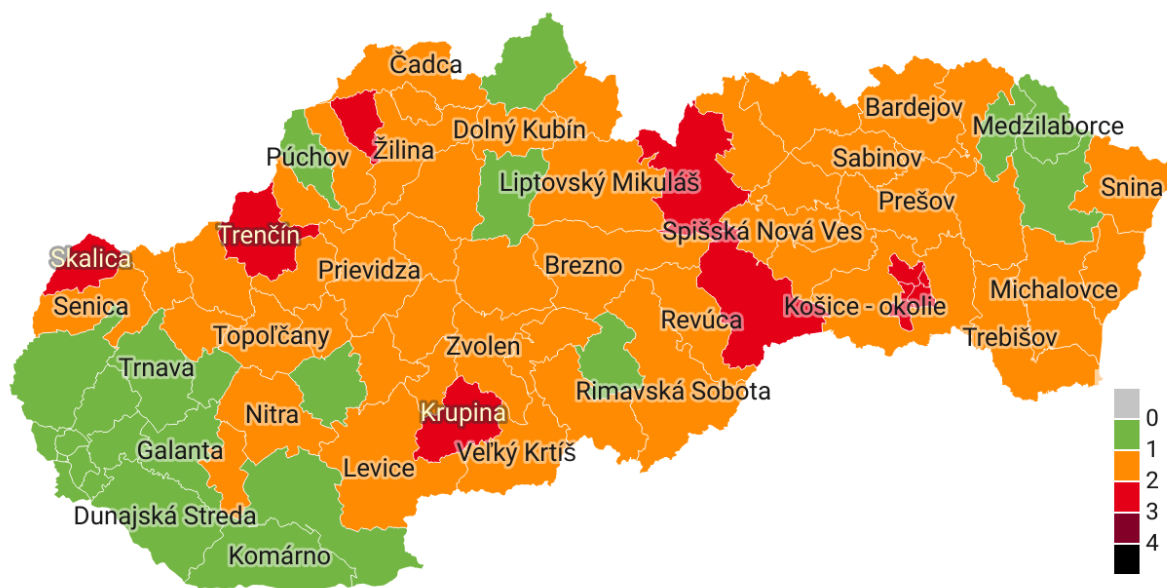 Čadca
Bardejov
Dolný Kubín
Medzilaborce
Púchov
Žilina
Sabinov
Liptovský Mikuláš
Snina
Prešov
Trenčín
Spišská Nová Ves
Skalica
Prievidza
Brezno
Michalovce
Senica
Košice - okolie
Revúca
Topoľčany
Trebišov
Zvolen
Trnava
Rimavská Sobota
Nitra
Krupina
0
Galanta
Veľký Krtíš
1
Levice
2
Dunajská Streda
3
Komárno
4